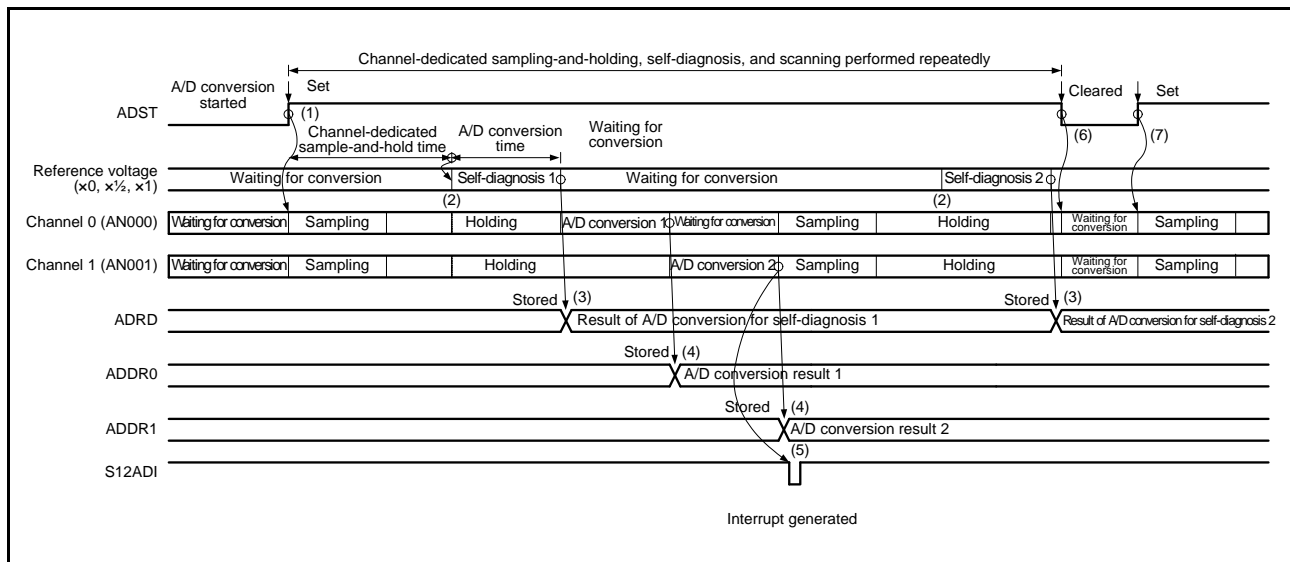 Channel-dedicated sampling-and-holding, self-diagnosis, and scanning performed repeatedly
A/D conversion
started
Set
Cleared
Set
ADST
(1)
(6)
(7)
Channel-dedicated
sample-and-hold time
A/D conversion
time
Waiting for
conversion
Reference voltage
(×0, ×½, ×1)
Waiting for conversion
Self-diagnosis 1
Waiting for conversion
Self-diagnosis 2
(2)
(2)
Channel 0 (AN000)
Waiting for conversion
Sampling
Holding
A/D conversion 1
Waiting for conversion
Sampling
Holding
Waiting for
conversion
Sampling
Channel 1 (AN001)
Waiting for conversion
Sampling
Holding
A/D conversion 2
Sampling
Holding
Waiting for
conversion
Sampling
Stored
(3)
Stored
(3)
ADRD
Result of A/D conversion for self-diagnosis 1
Result of A/D conversion for self-diagnosis 2
Stored
(4)
ADDR0
A/D conversion result 1
Stored
(4)
ADDR1
A/D conversion result 2
(5)
S12ADI
Interrupt generated